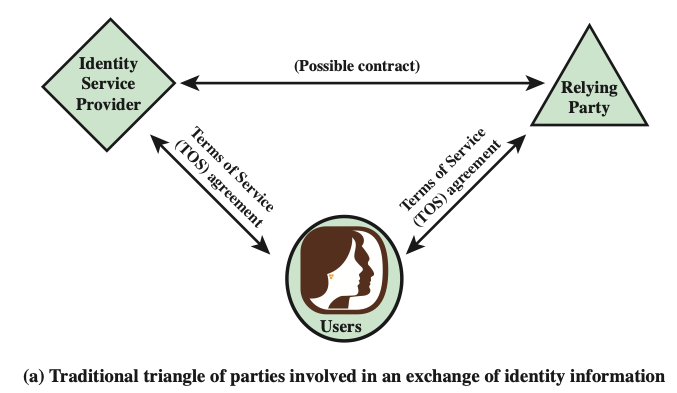 Identity
Service
Provider
(Possible contract)
Relying
Party
Terms of Service
(TOS) agreement
Terms of Service
(TOS) agreement
Users
(a) Traditional triangle of parties involved in an exchange of identity information